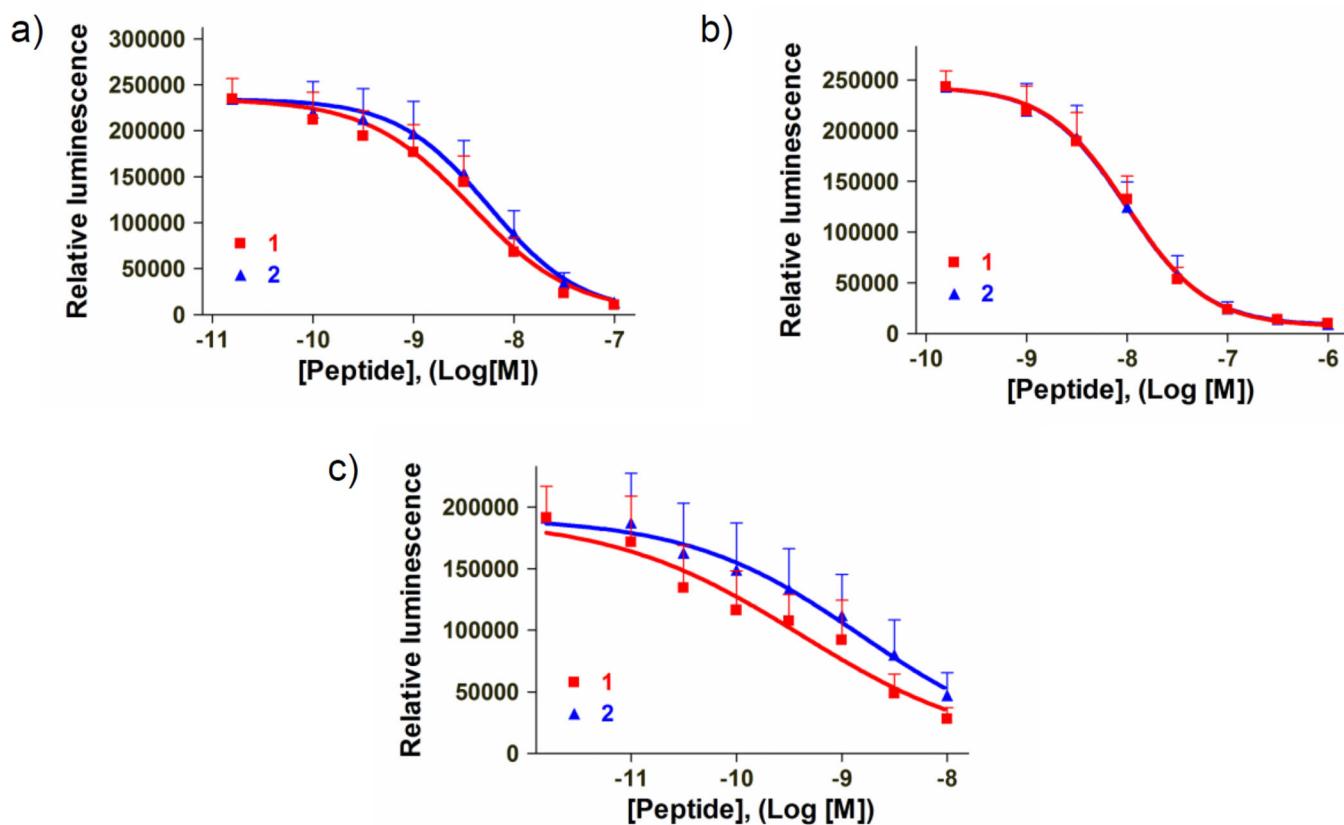 a)
Relative luminescence
300000
250000
200000
150000
100000
50000
0
1
2
-11 -10 -9 -8 -7
[Peptide], (Log[M])
b)
Relative luminescence
250000
200000
150000
100000
50000
0
1
2
-10 -9 -8 -7 -6
[Peptide], (Log [M])
c)
Relative luminescence
200000
150000
100000
50000
0
1
2
-11 -10 -9 -8
[Peptide], (Log [M])